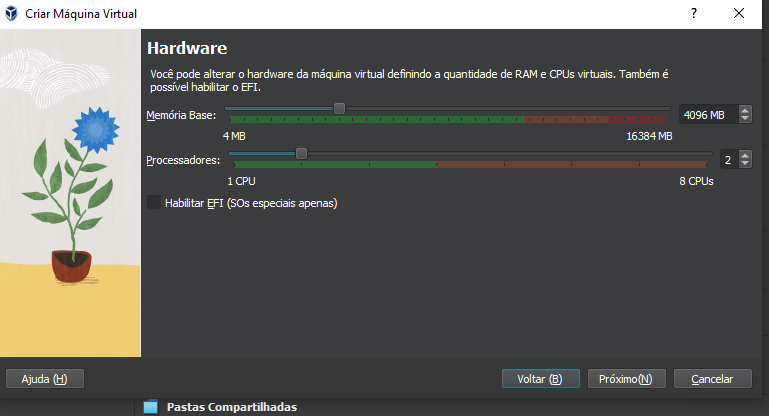 Criar Máquina Virtual
?
Hardware
Você pode alterar o hardware da máquina virtual definindo a quantidade de RAM e CPUs virtuais. Também é
possível habilitar o EFI.
Memória Base:
4096 MB
4 MB
16384 MB
Processadores:
2
1 CPU
8 CPUs
Habilitar EFI (SOs especiais apenas)
Ajuda (H)
Voltar (B)
Próximo(N)
Cancelar
Pastas Compartilhadas